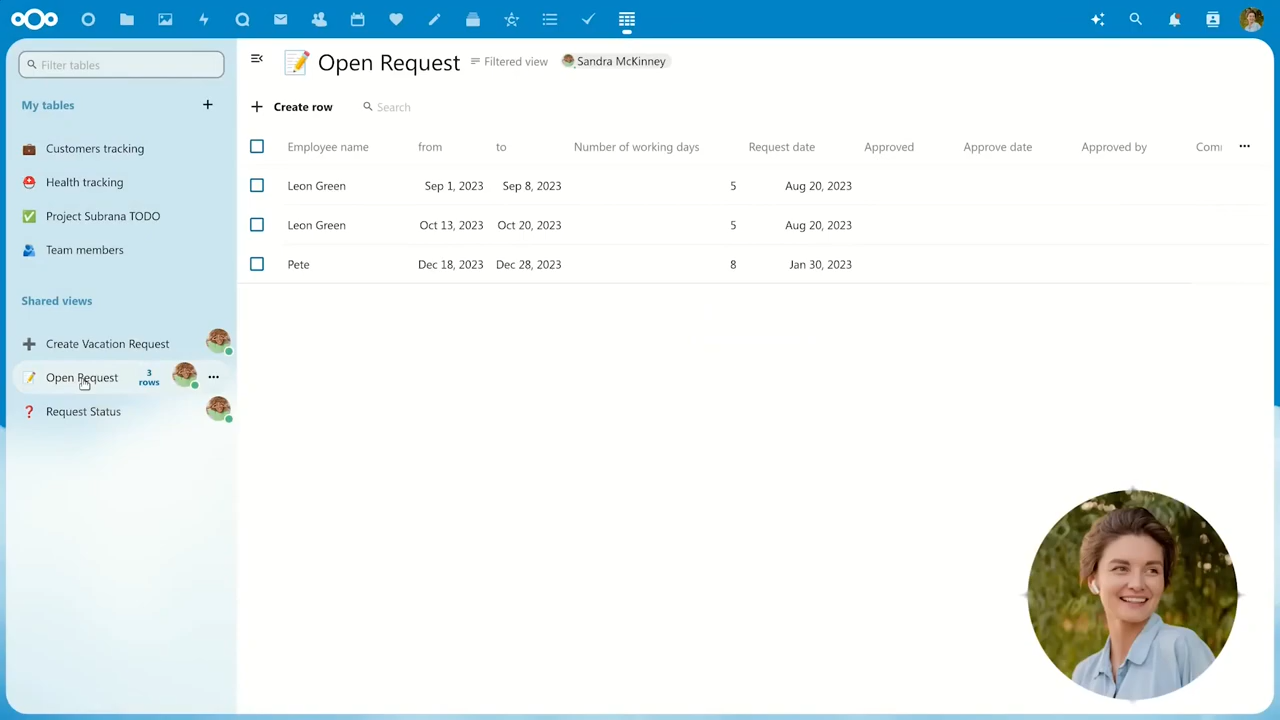 Filter tables
My tables
Customers tracking
Health tracking
Project Subrana TODO
Team members
Shared views
Create Vacation Request
Open Request 3 rows
Request Status
Open Request Filtered view Sandra McKinney
Create row Search
Employee name from to Number of working days Request date Approved Approve date Approved by Com
Leon Green Sep 1, 2023 Sep 8, 2023 5 Aug 20, 2023
Leon Green Oct 13, 2023 Oct 20, 2023 5 Aug 20, 2023
Pete Dec 18, 2023 Dec 28, 2023 8 Jan 30, 2023